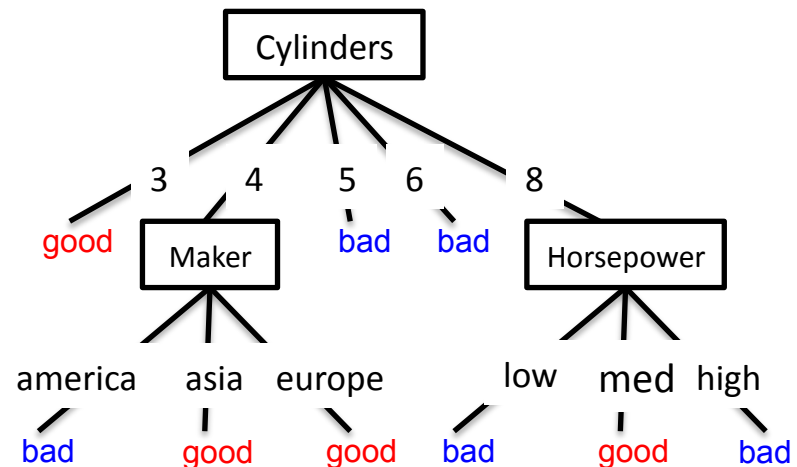 Cylinders
3 4 5 6 8
good Maker bad bad Horsepower
america asia europe low med high
bad good good bad good bad